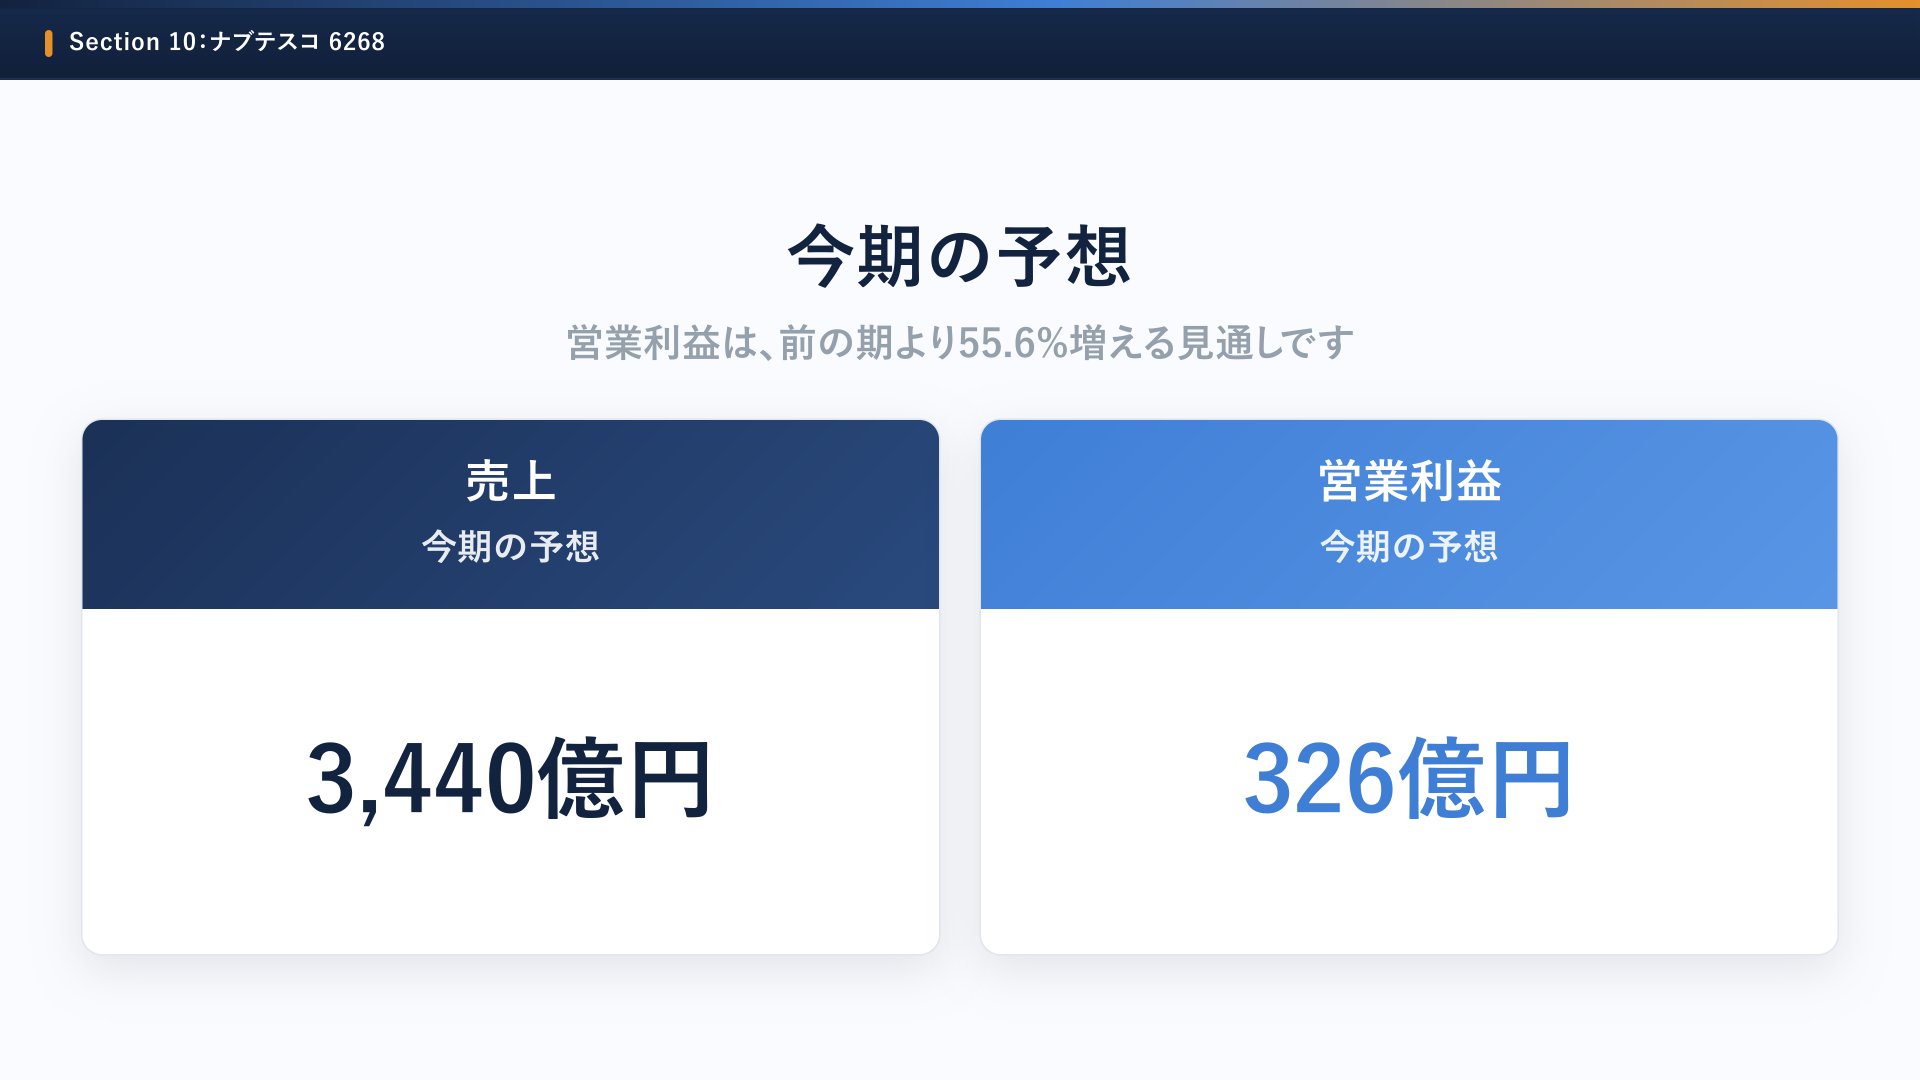 Section 10：ナブテスコ 6268
今期の予想
営業利益は、前の期より55.6%増える見通しです
売上
今期の予想
3,440億円
営業利益
今期の予想
326億円